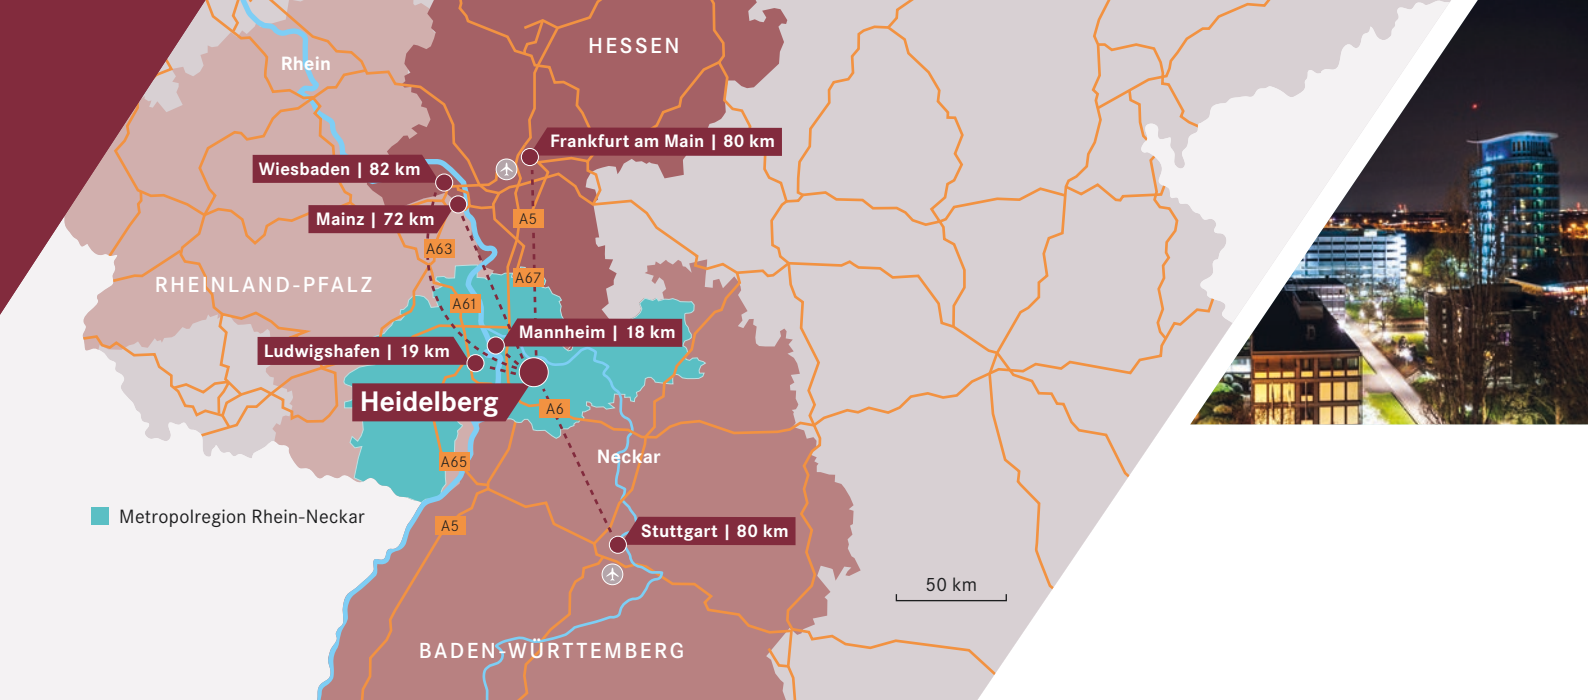 HESSEN
Rhein
Frankfurt am Main | 80 km
Wiesbaden | 82 km
Mainz | 72 km
A5
A63
A67
RHEINLAND-PFALZ
A61
Mannheim | 18 km
Ludwigshafen | 19 km
Heidelberg
A6
Neckar
A65
Metropolregion Rhein-Neckar
A5
Stuttgart | 80 km
50 km
BADEN-WÜRTTEMBERG